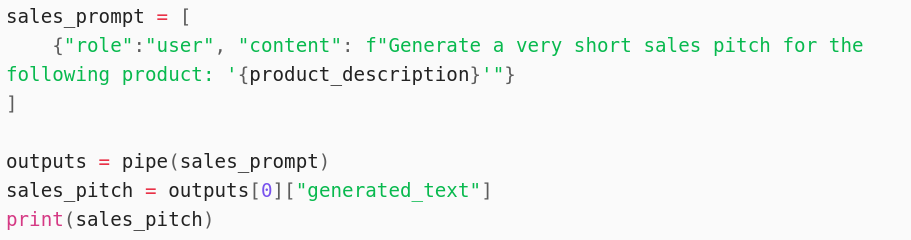 sales_prompt = [
    {"role":"user", "content": f"Generate a very short sales pitch for the
following product: '{product_description}'"}
]

outputs = pipe(sales_prompt)
sales_pitch = outputs[0]["generated_text"]
print(sales_pitch)